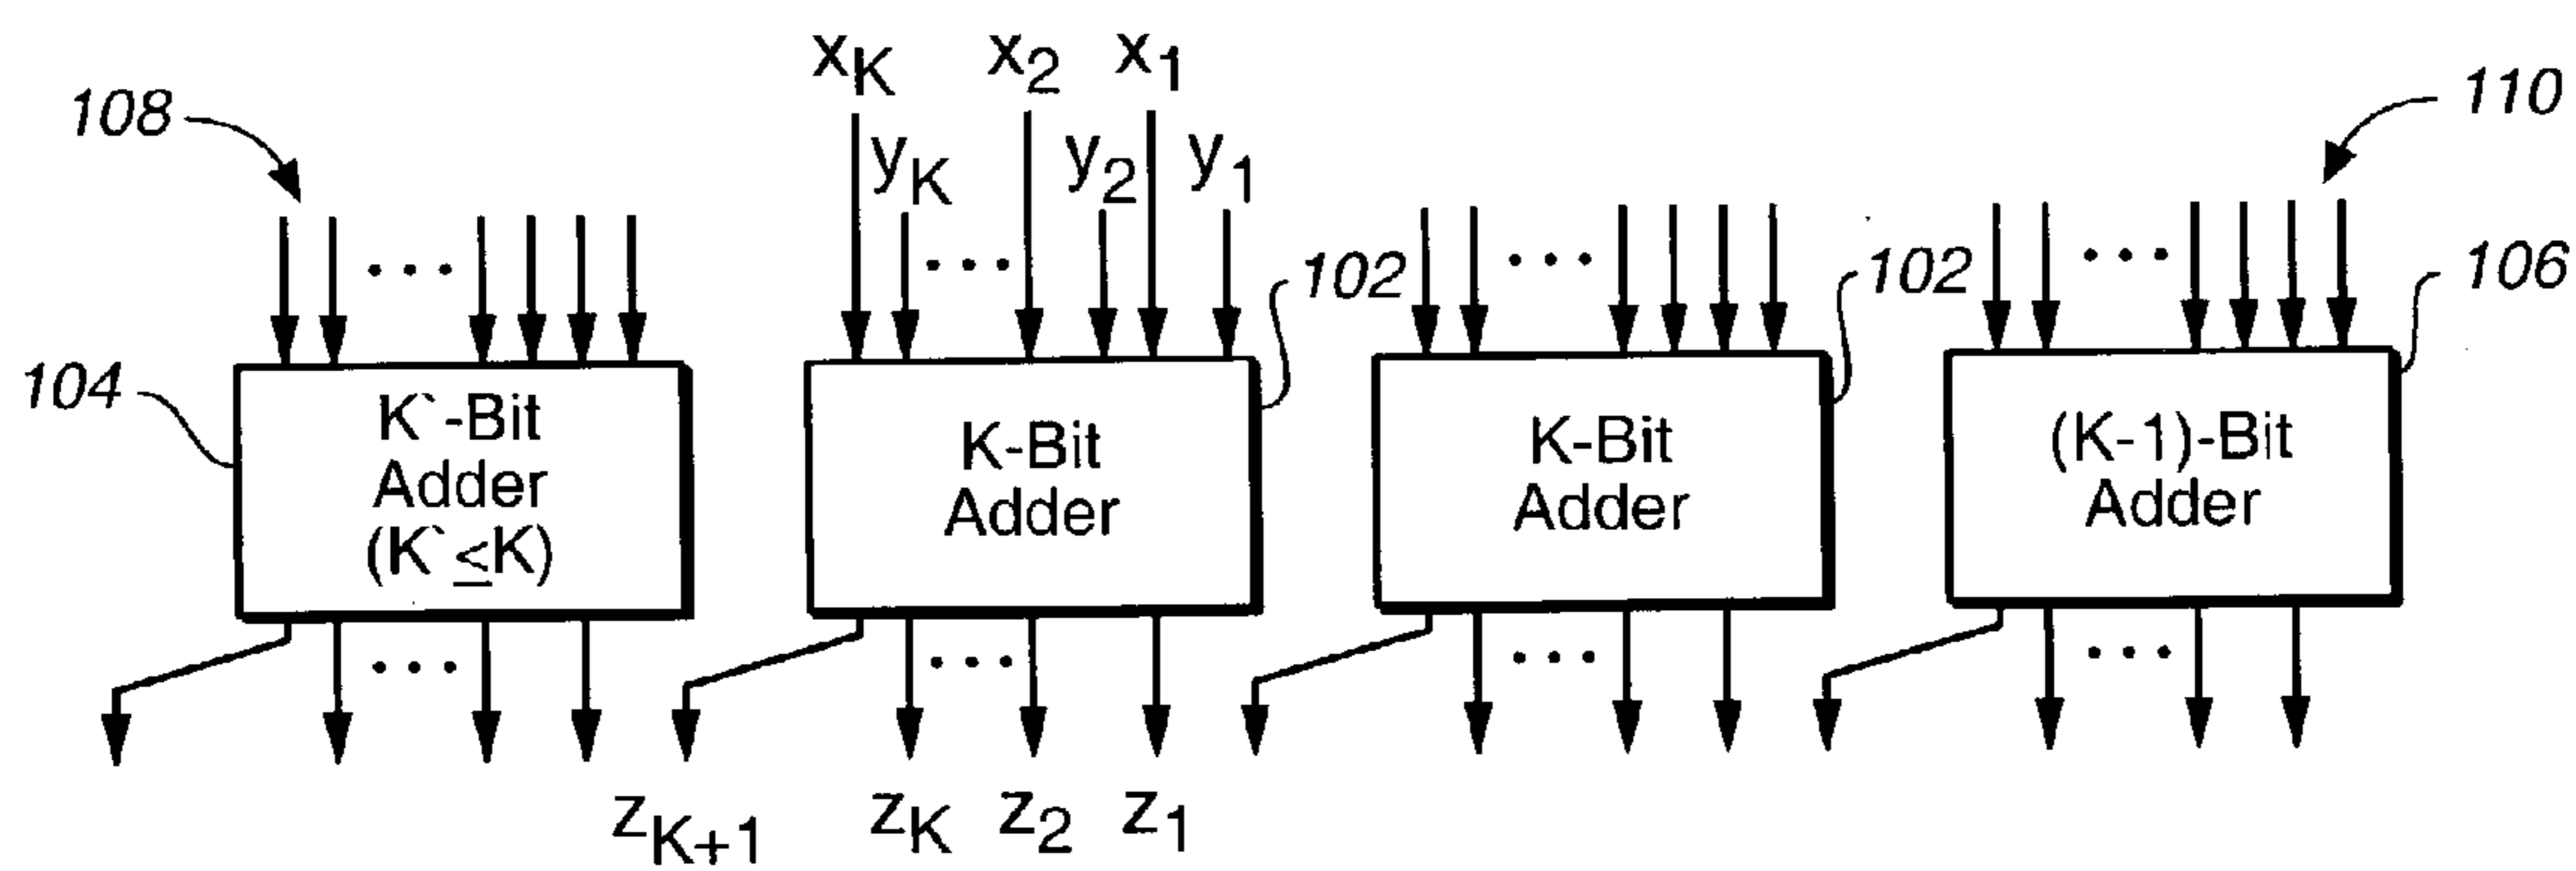 x_K x_2 x_1
108 110
y_K y_2 y_1
... ... ... ...
102 102 106
104
K`-Bit
Adder
(K` ≤K)
K-Bit
Adder
K-Bit
Adder
(K-1)-Bit
Adder
... ... ... ...
z_K+1 z_K z_2 z_1